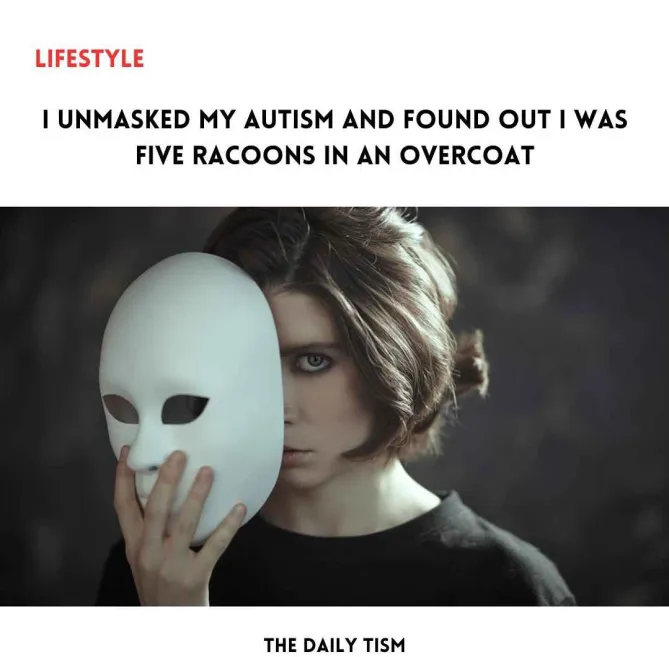 LIFESTYLE
I UNMASKED MY AUTISM AND FOUND OUT I WAS
FIVE RACOONS IN AN OVERCOAT
THE DAILY TISM